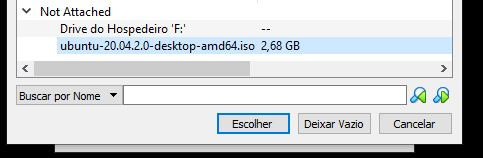 Not Attached
Drive do Hospedeiro 'F:' --
ubuntu-20.04.2.0-desktop-amd64.iso 2,68 GB
Buscar por Nome
Escolher Deixar Vazio Cancelar